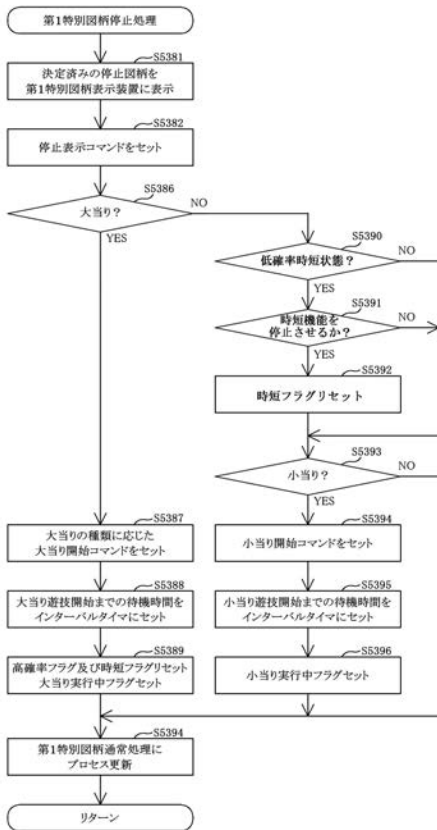 第1特別図柄停止処理
S5381
決定済みの停止図柄を
第1特別図柄表示装置に表示
S5382
停止表示コマンドをセット
S5386
大当り？
NO
YES
S5390
低確率時短状態？
NO
YES
S5391
時短機能を
停止させるか？
NO
YES
S5392
時短フラグリセット
S5393
小当り？
NO
YES
S5387
大当りの種類に応じた
大当り開始コマンドをセット
S5394
小当り開始コマンドをセット
S5388
大当り遊技開始までの待機時間を
インターバルタイマにセット
S5395
小当り遊技開始までの待機時間を
インターバルタイマにセット
S5389
高確率フラグ及び時短フラグリセット
大当り実行中フラグセット
S5396
小当り実行中フラグセット
S5394
第1特別図柄通常処理に
プロセス更新
リターン